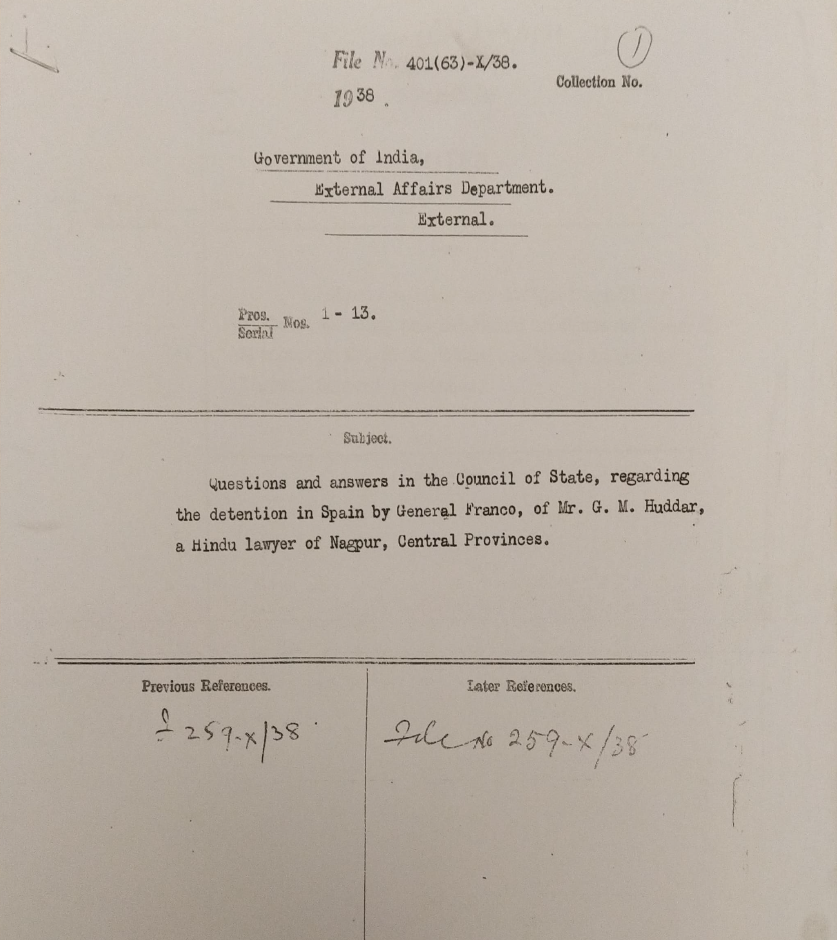 1
File No. 401(63)-X/38.
Collection No.
1938.
Government of India,
External Affairs Department.
External.
Pros.
Serial
Nos. 1 - 13.
Subject.
Questions and answers in the Council of State, regarding
the detention in Spain by General Franco, of Mr. G. M. Huddar,
a Hindu lawyer of Nagpur, Central Provinces.
Previous References.
Later References.
259-X/38
File No 259-X/38